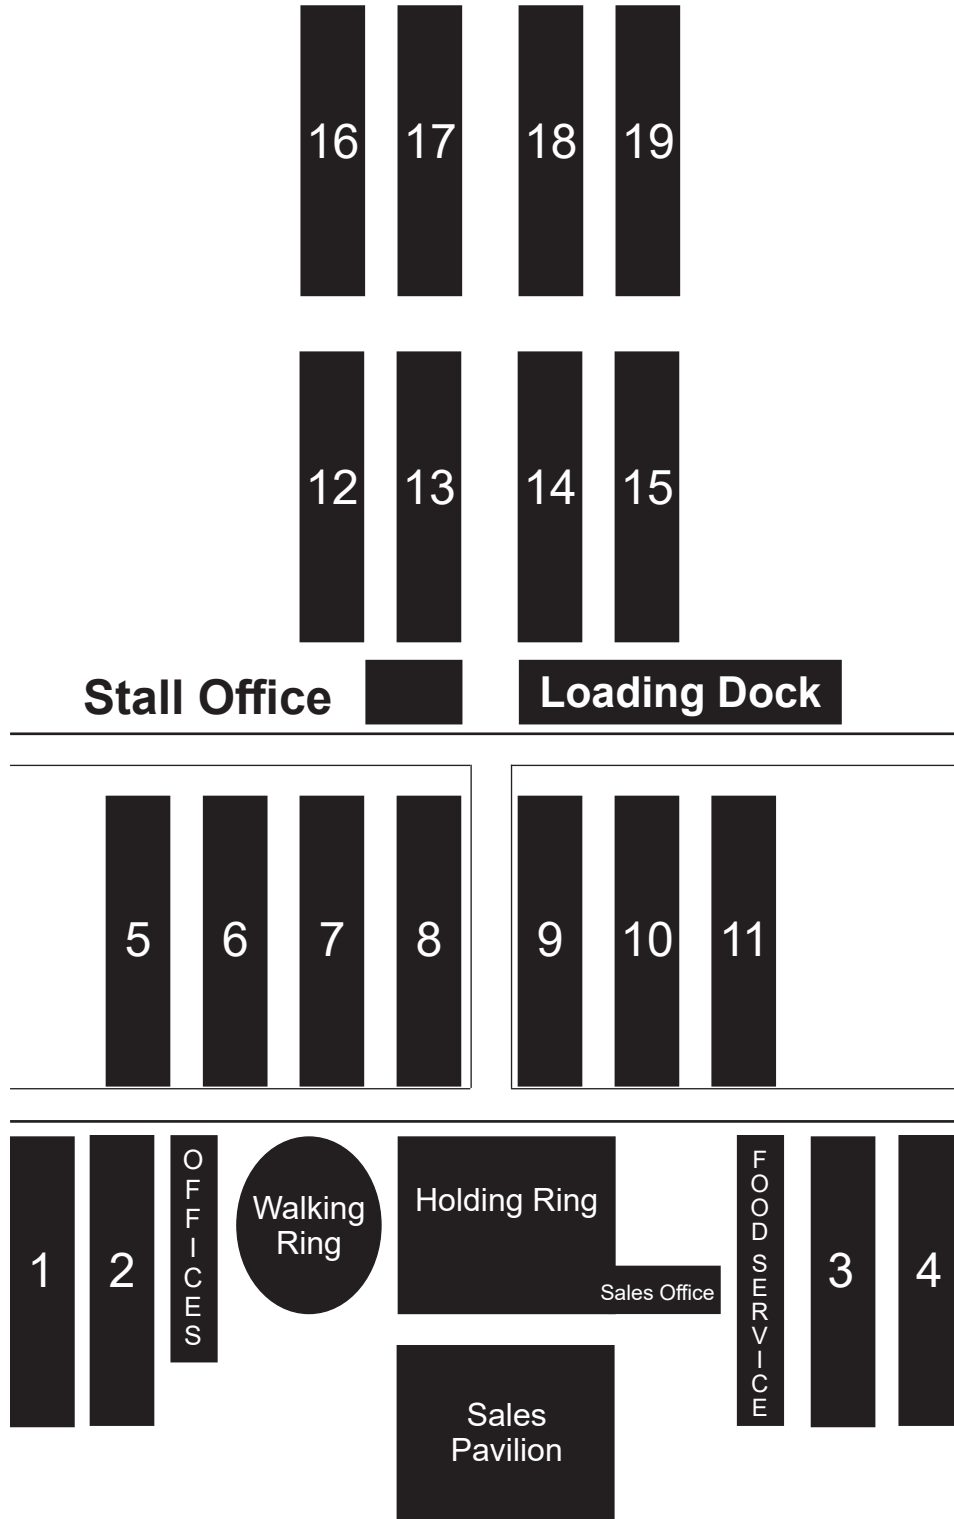 16 17 18 19
12 13 14 15
Stall Office Loading Dock
5 6 7 8 9 10 11
1 2 OFFICES
Walking
Ring
Holding Ring
Sales Office
FOOD SERVICE
3 4
Sales
Pavilion